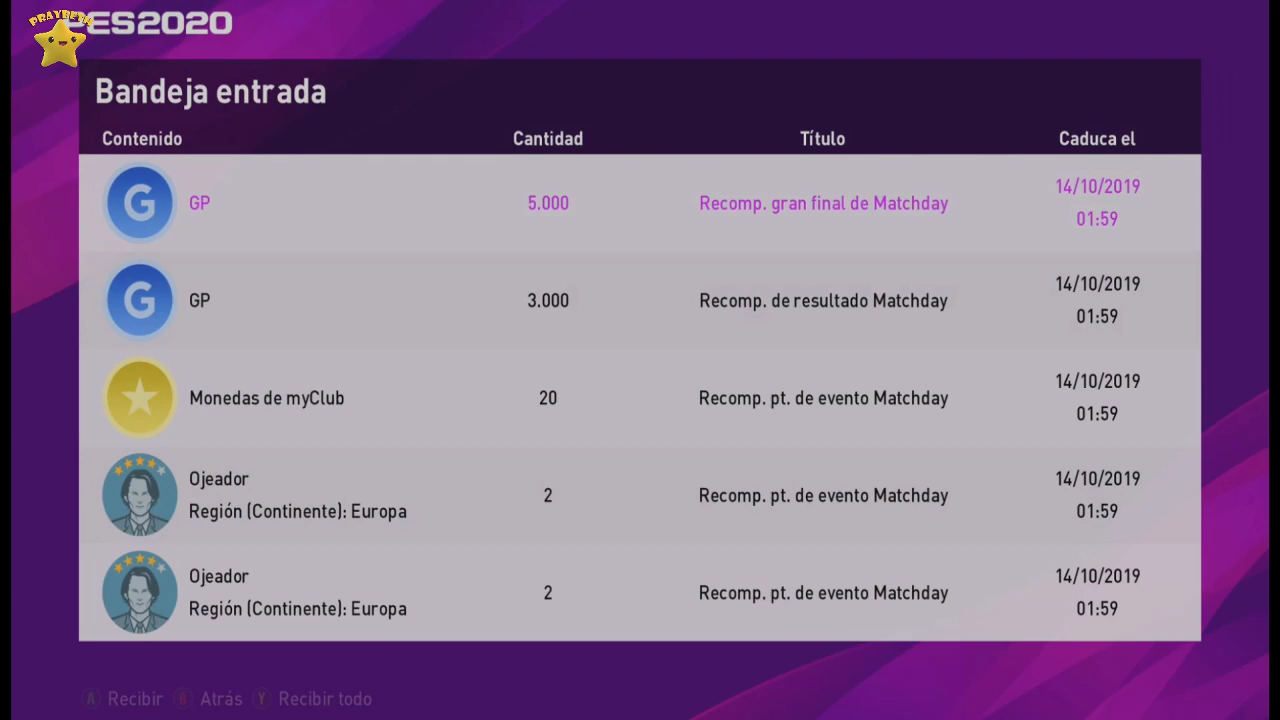 PRAYBETH
PES2020
Bandeja entrada
Contenido Cantidad Título Caduca el
G GP 5.000 Recomp. gran final de Matchday 14/10/2019 01:59
G GP 3.000 Recomp. de resultado Matchday 14/10/2019 01:59
Monedas de myClub 20 Recomp. pt. de evento Matchday 14/10/2019 01:59
Ojeador
Región (Continente): Europa 2 Recomp. pt. de evento Matchday 14/10/2019 01:59
Ojeador
Región (Continente): Europa 2 Recomp. pt. de evento Matchday 14/10/2019 01:59
A Recibir B Atrás Y Recibir todo